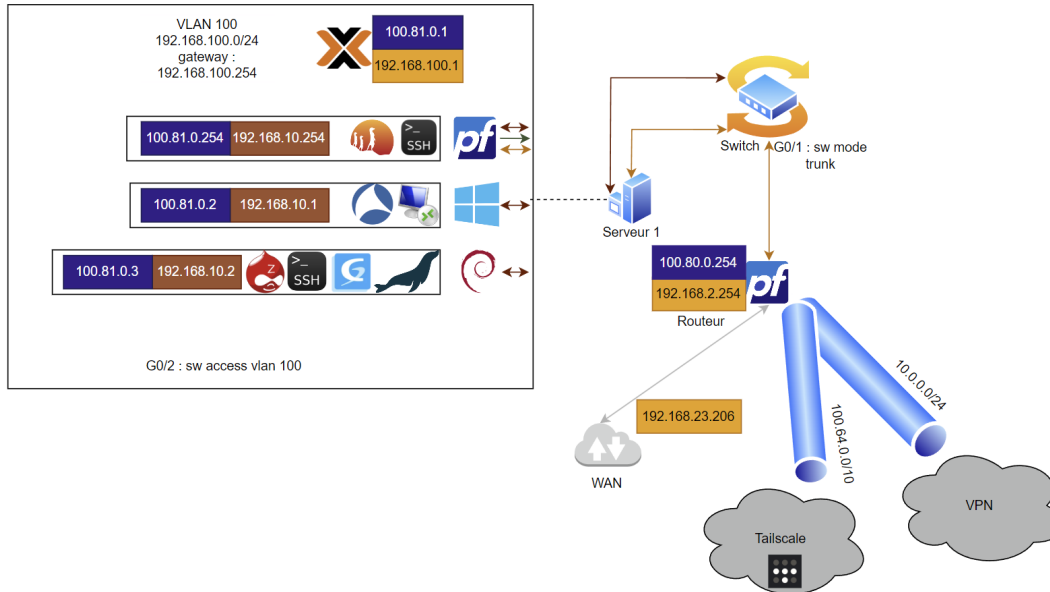 VLAN 100
192.168.100.0/24
gateway :
192.168.100.254
100.81.0.1
192.168.100.1
100.81.0.254
192.168.10.254
>_
SSH
pf
100.81.0.2
192.168.10.1
100.81.0.3
192.168.10.2
Z
>_
SSH
G0/2 : sw access vlan 100
Switch
G0/1 : sw mode
trunk
Serveur 1
100.80.0.254
192.168.2.254
pf
Routeur
192.168.23.206
WAN
100.64.0.0/10
10.0.0.0/24
Tailscale
VPN